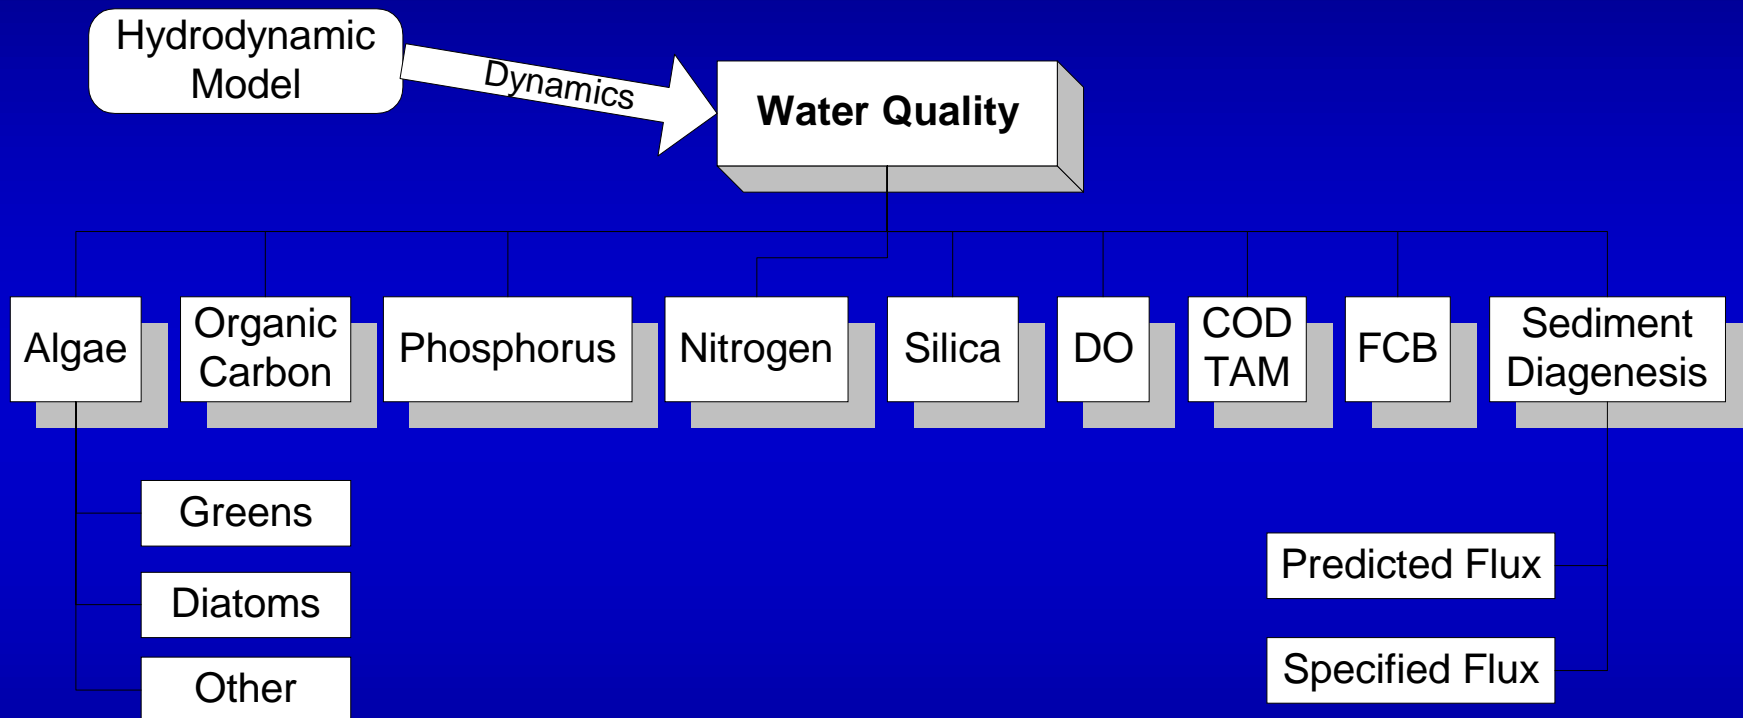 Hydrodynamic
Model
Dynamics
Water Quality
Algae
Organic
Carbon
Phosphorus
Nitrogen
Silica
DO
COD
TAM
FCB
Sediment
Diagenesis
Greens
Diatoms
Other
Predicted Flux
Specified Flux